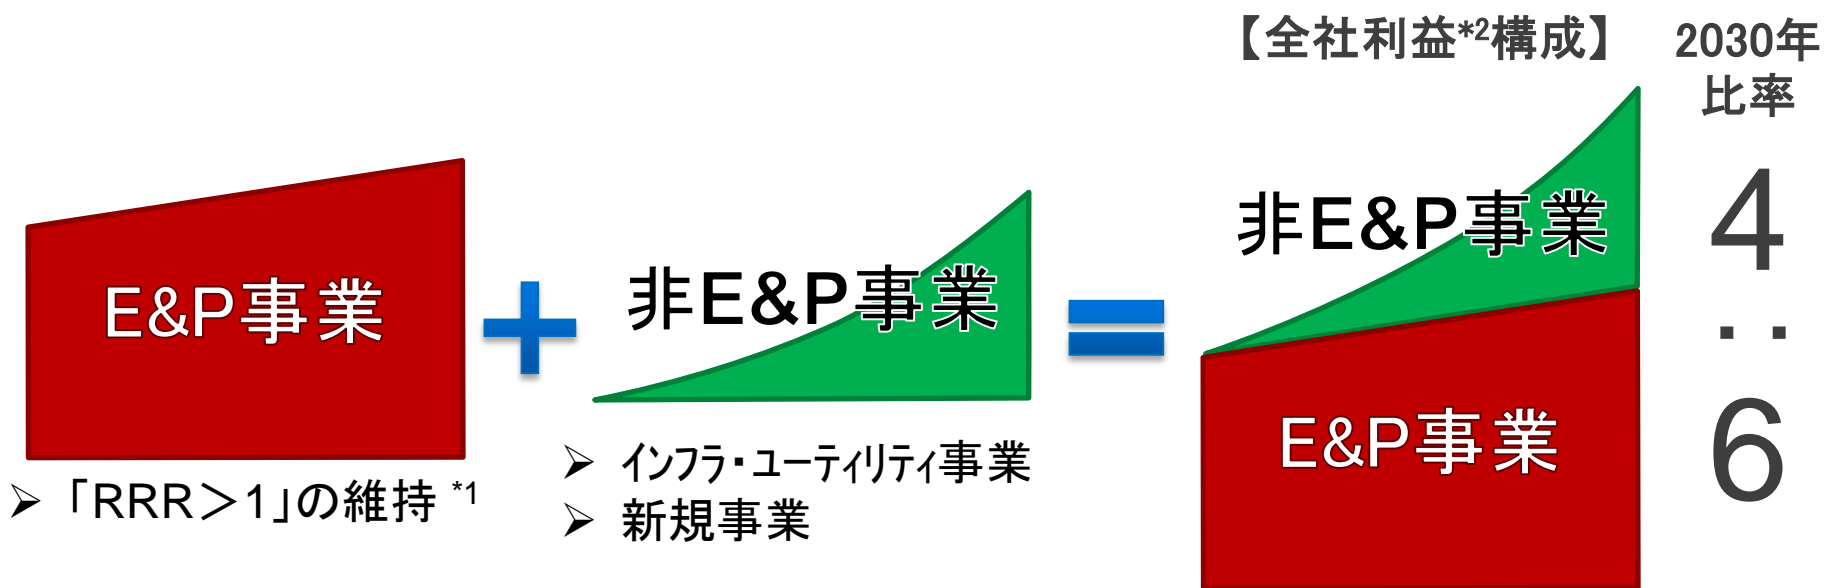 E&P事業
➢ 「RRR＞1」の維持 *1
非E&P事業
➢ インフラ・ユーティリティ事業
➢ 新規事業
【全社利益*2構成】
非E&P事業
E&P事業
2030年
比率
4
：
6